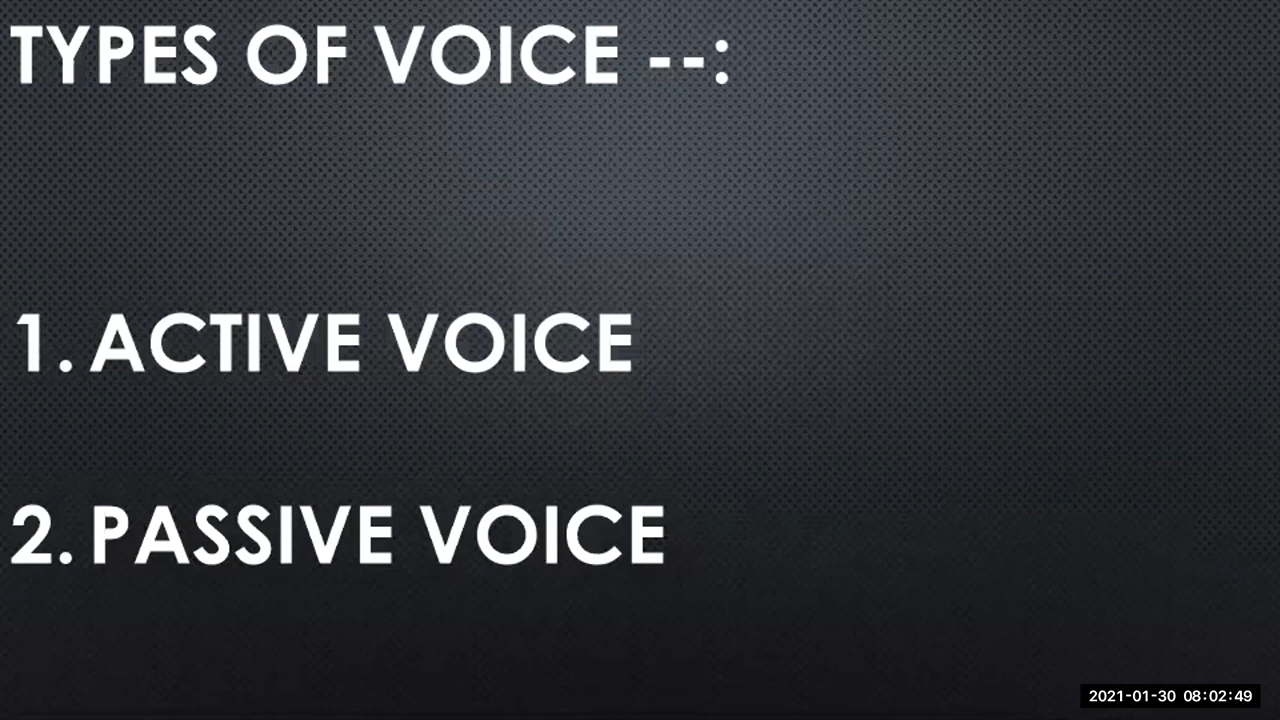 TYPES OF VOICE --:
1. ACTIVE VOICE
2. PASSIVE VOICE
2021-01-30 08:02:49